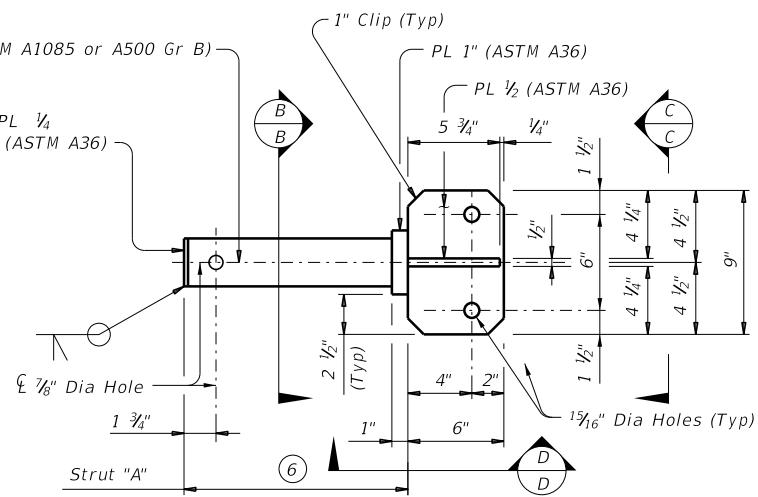 1" Clip (Typ)
M A1085 or A500 Gr B)
PL 1" (ASTM A36)
PL ½ (ASTM A36)
PL ¼
(ASTM A36)
B
B
C
C
5 ¾"
¼"
1 ½"
½"
6"
4 ¼"
4 ½"
9"
4 ¼"
4 ½"
1 ½"
2 ½"
(Typ)
℄ ⅞" Dia Hole
4"
2"
15/16" Dia Holes (Typ)
1 ¾"
1"
6"
Strut "A"
6
D
D